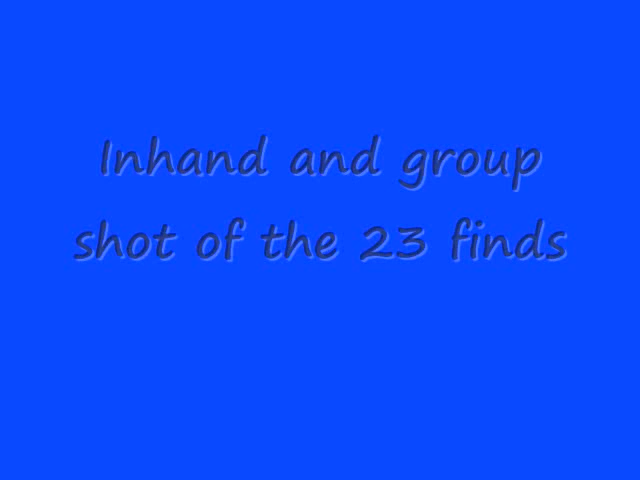 Inhand and group
shot of the 23 finds